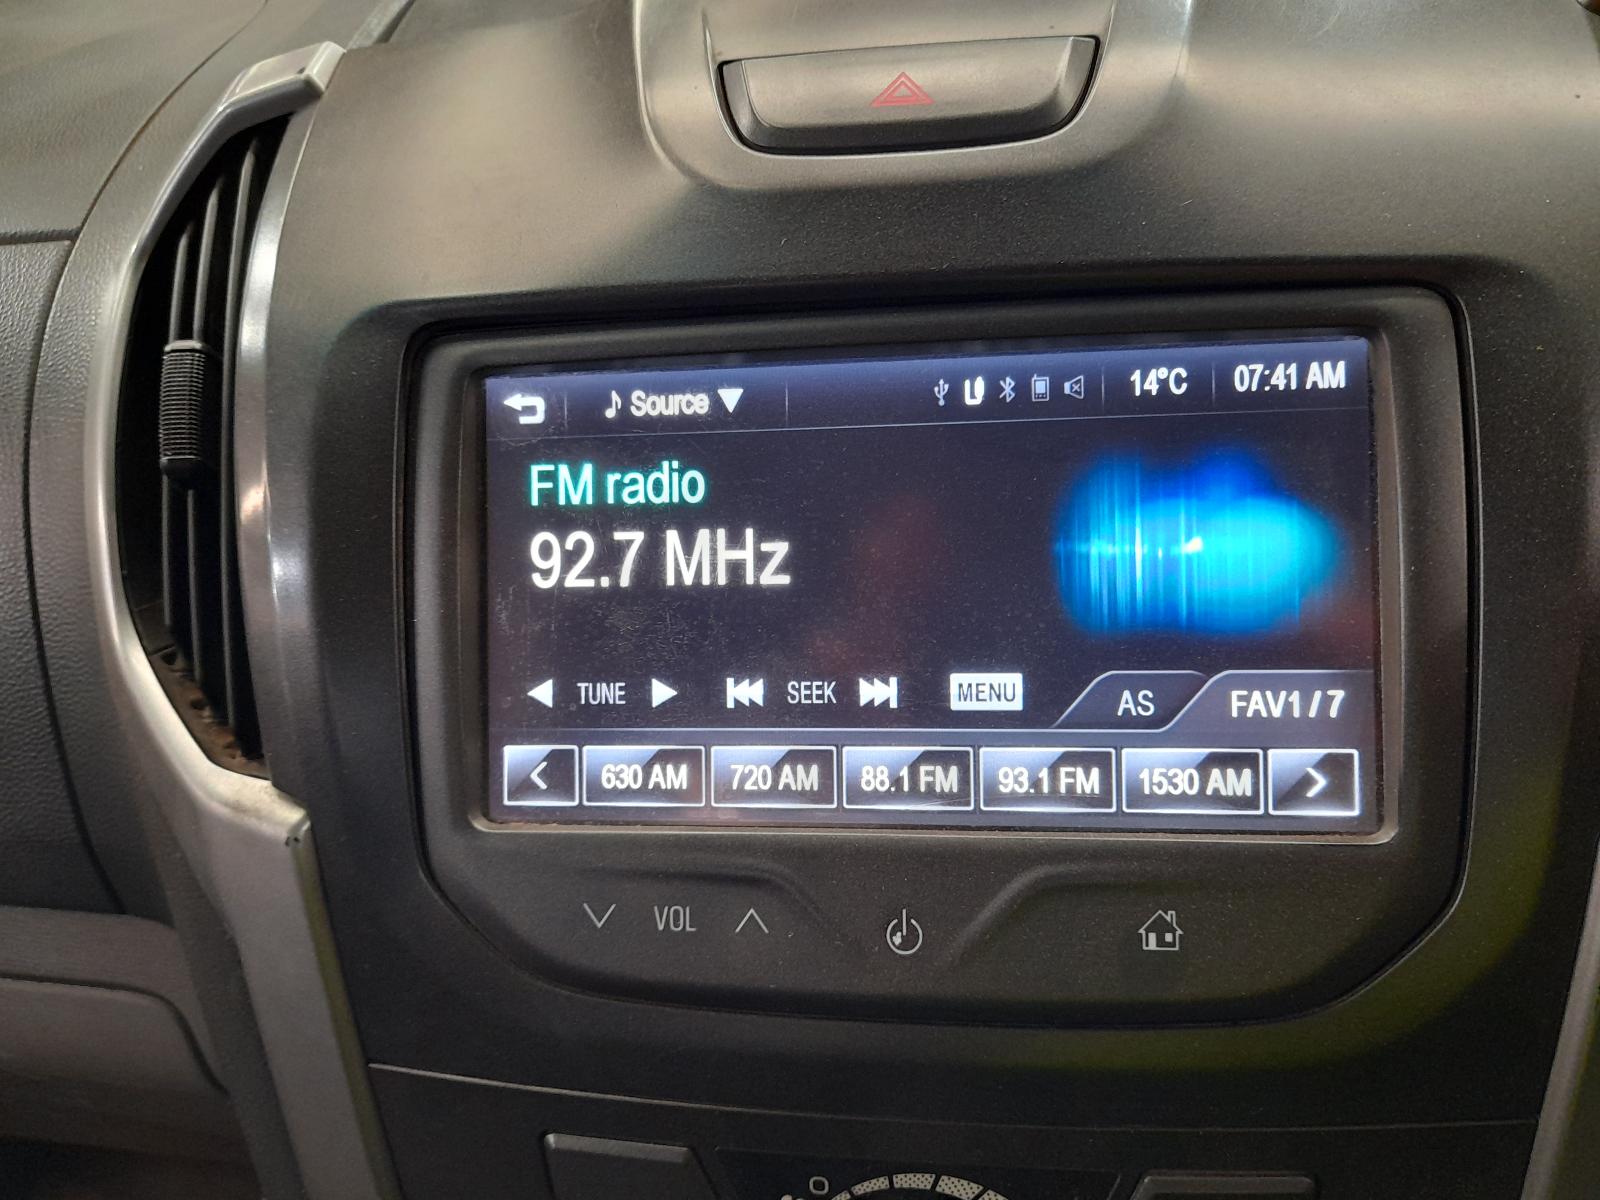 Source 14°C 07:41 AM
FM radio
92.7 MHz
TUNE SEEK MENU AS FAV1/7
630 AM 720 AM 88.1 FM 93.1 FM 1530 AM
VOL